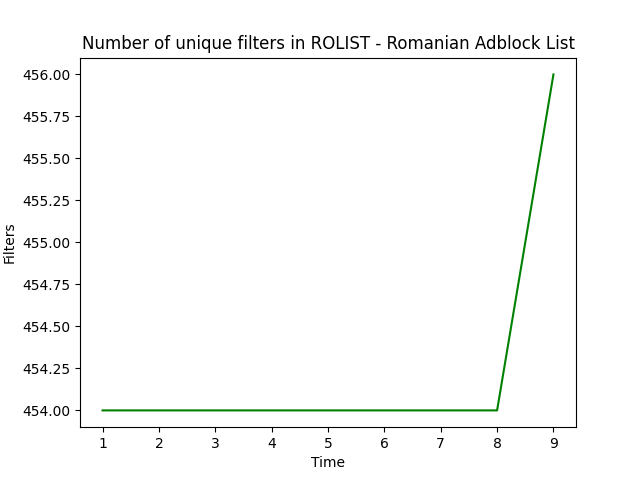 Number of unique filters in ROLIST - Romanian Adblock List
456.00
455.75
455.50
455.25
455.00
454.75
454.50
454.25
454.00
Filters
1 2 3 4 5 6 7 8 9
Time